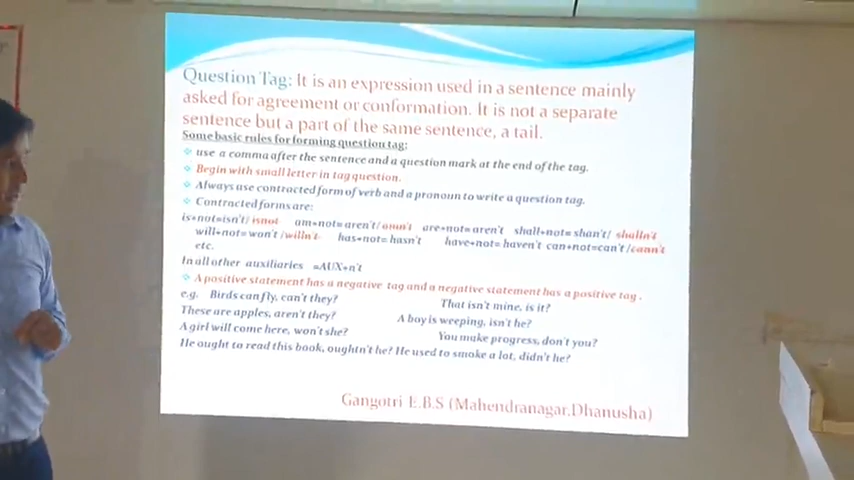 Question Tag: It is an expression used in a sentence mainly
asked for agreement or conformation. It is not a separate
sentence but a part of the same sentence, a tail.
Some basic rules for forming question tag:
use a comma after the sentence and a question mark at the end of the tag.
Begin with small letter in tag question.
Always use contracted form of verb and a pronoun to write a question tag.
Contracted forms are:
is+not=isn't/ isnot am+not= aren't/ amn't are+not= aren't shall+not= shan't/ shalln't
will+not= won't /willn't has+not= hasn't have+not= haven't can+not=can't /cann't
etc.
In all other auxiliaries =AUX+n't
A positive statement has a negative tag and a negative statement has a positive tag.
e.g. Birds can fly, can't they? That isn't mine, is it?
These are apples, aren't they? A boy is weeping, isn't he?
A girl will come here, won't she? You make progress, don't you?
He ought to read this book, oughtn't he? He used to smoke a lot, didn't he?
Gangotri E.B.S (Mahendranagar,Dhanusha)